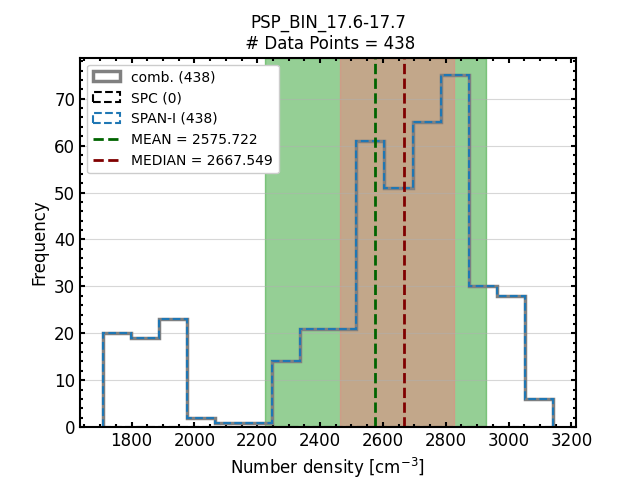 PSP_BIN_17.6-17.7
# Data Points = 438
comb. (438)
SPC (0)
SPAN-I (438)
MEAN = 2575.722
MEDIAN = 2667.549
Frequency
70
60
50
40
30
20
10
0
1800 2000 2200 2400 2600 2800 3000 3200
Number density [cm⁻³]